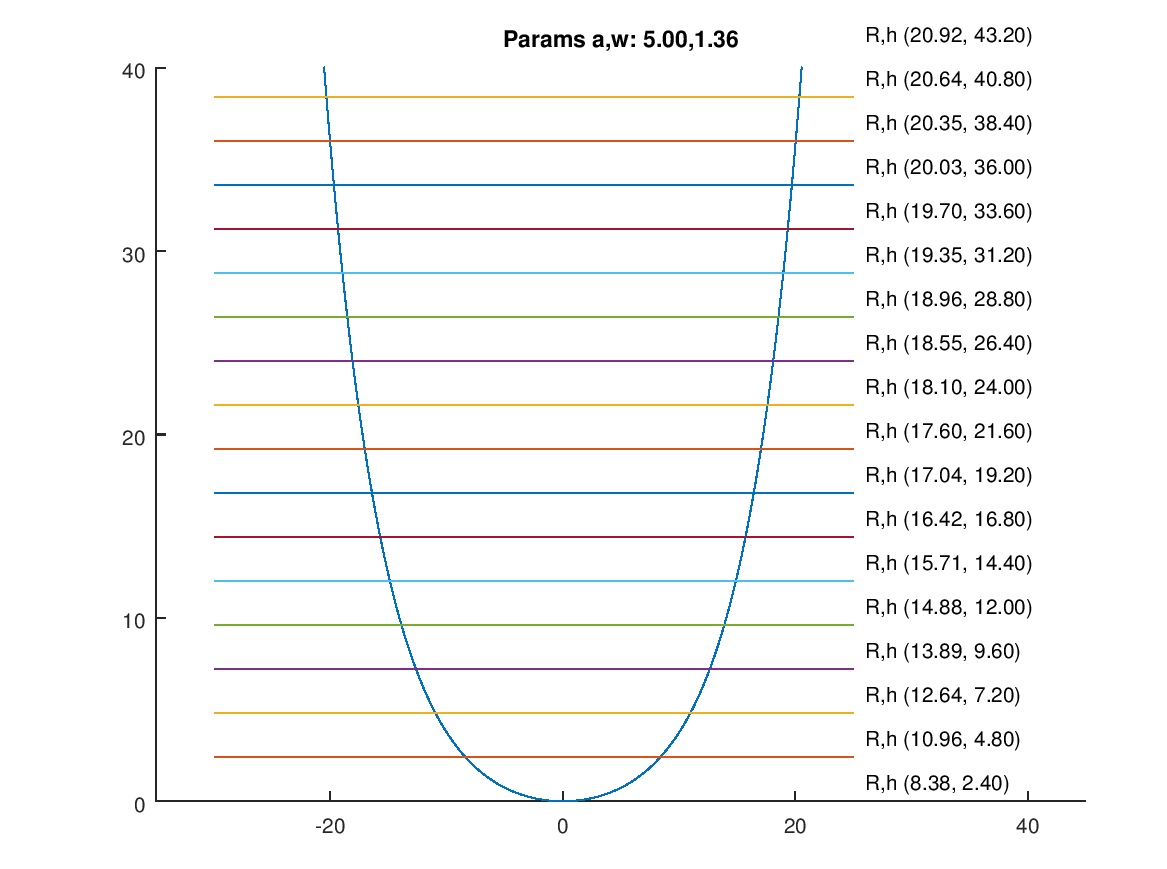 Params a,w: 5.00,1.36
R,h (20.92, 43.20)
R,h (20.64, 40.80)
R,h (20.35, 38.40)
R,h (20.03, 36.00)
R,h (19.70, 33.60)
R,h (19.35, 31.20)
R,h (18.96, 28.80)
R,h (18.55, 26.40)
R,h (18.10, 24.00)
R,h (17.60, 21.60)
R,h (17.04, 19.20)
R,h (16.42, 16.80)
R,h (15.71, 14.40)
R,h (14.88, 12.00)
R,h (13.89, 9.60)
R,h (12.64, 7.20)
R,h (10.96, 4.80)
R,h (8.38, 2.40)
40
30
20
10
0
-20
0
20
40